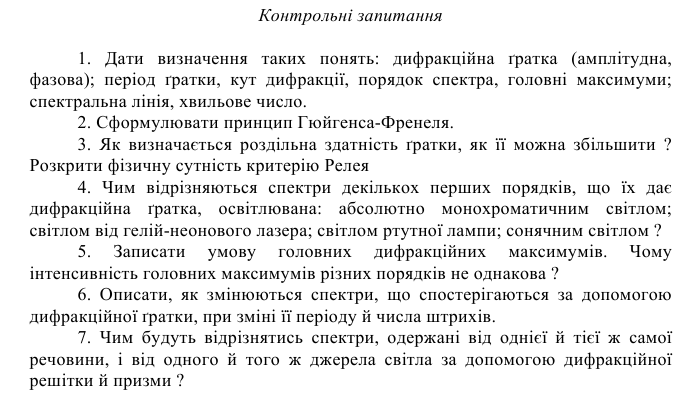 Контрольні запитання
1. Дати визначення таких понять: дифракційна ґратка (амплітудна,
фазова); період ґратки, кут дифракції, порядок спектра, головні максимуми;
спектральна лінія, хвильове число.
2. Сформулювати принцип Гюйгенса-Френеля.
3. Як визначається роздільна здатність ґратки, як її можна збільшити ?
Розкрити фізичну сутність критерію Релея
4. Чим відрізняються спектри декількох перших порядків, що їх дає
дифракційна ґратка, освітлювана: абсолютно монохроматичним світлом;
світлом від гелій-неонового лазера; світлом ртутної лампи; сонячним світлом ?
5. Записати умову головних дифракційних максимумів. Чому
інтенсивність головних максимумів різних порядків не однакова ?
6. Описати, як змінюються спектри, що спостерігаються за допомогою
дифракційної ґратки, при зміні її періоду й числа штрихів.
7. Чим будуть відрізнятись спектри, одержані від однієї й тієї ж самої
речовини, і від одного й того ж джерела світла за допомогою дифракційної
решітки й призми ?